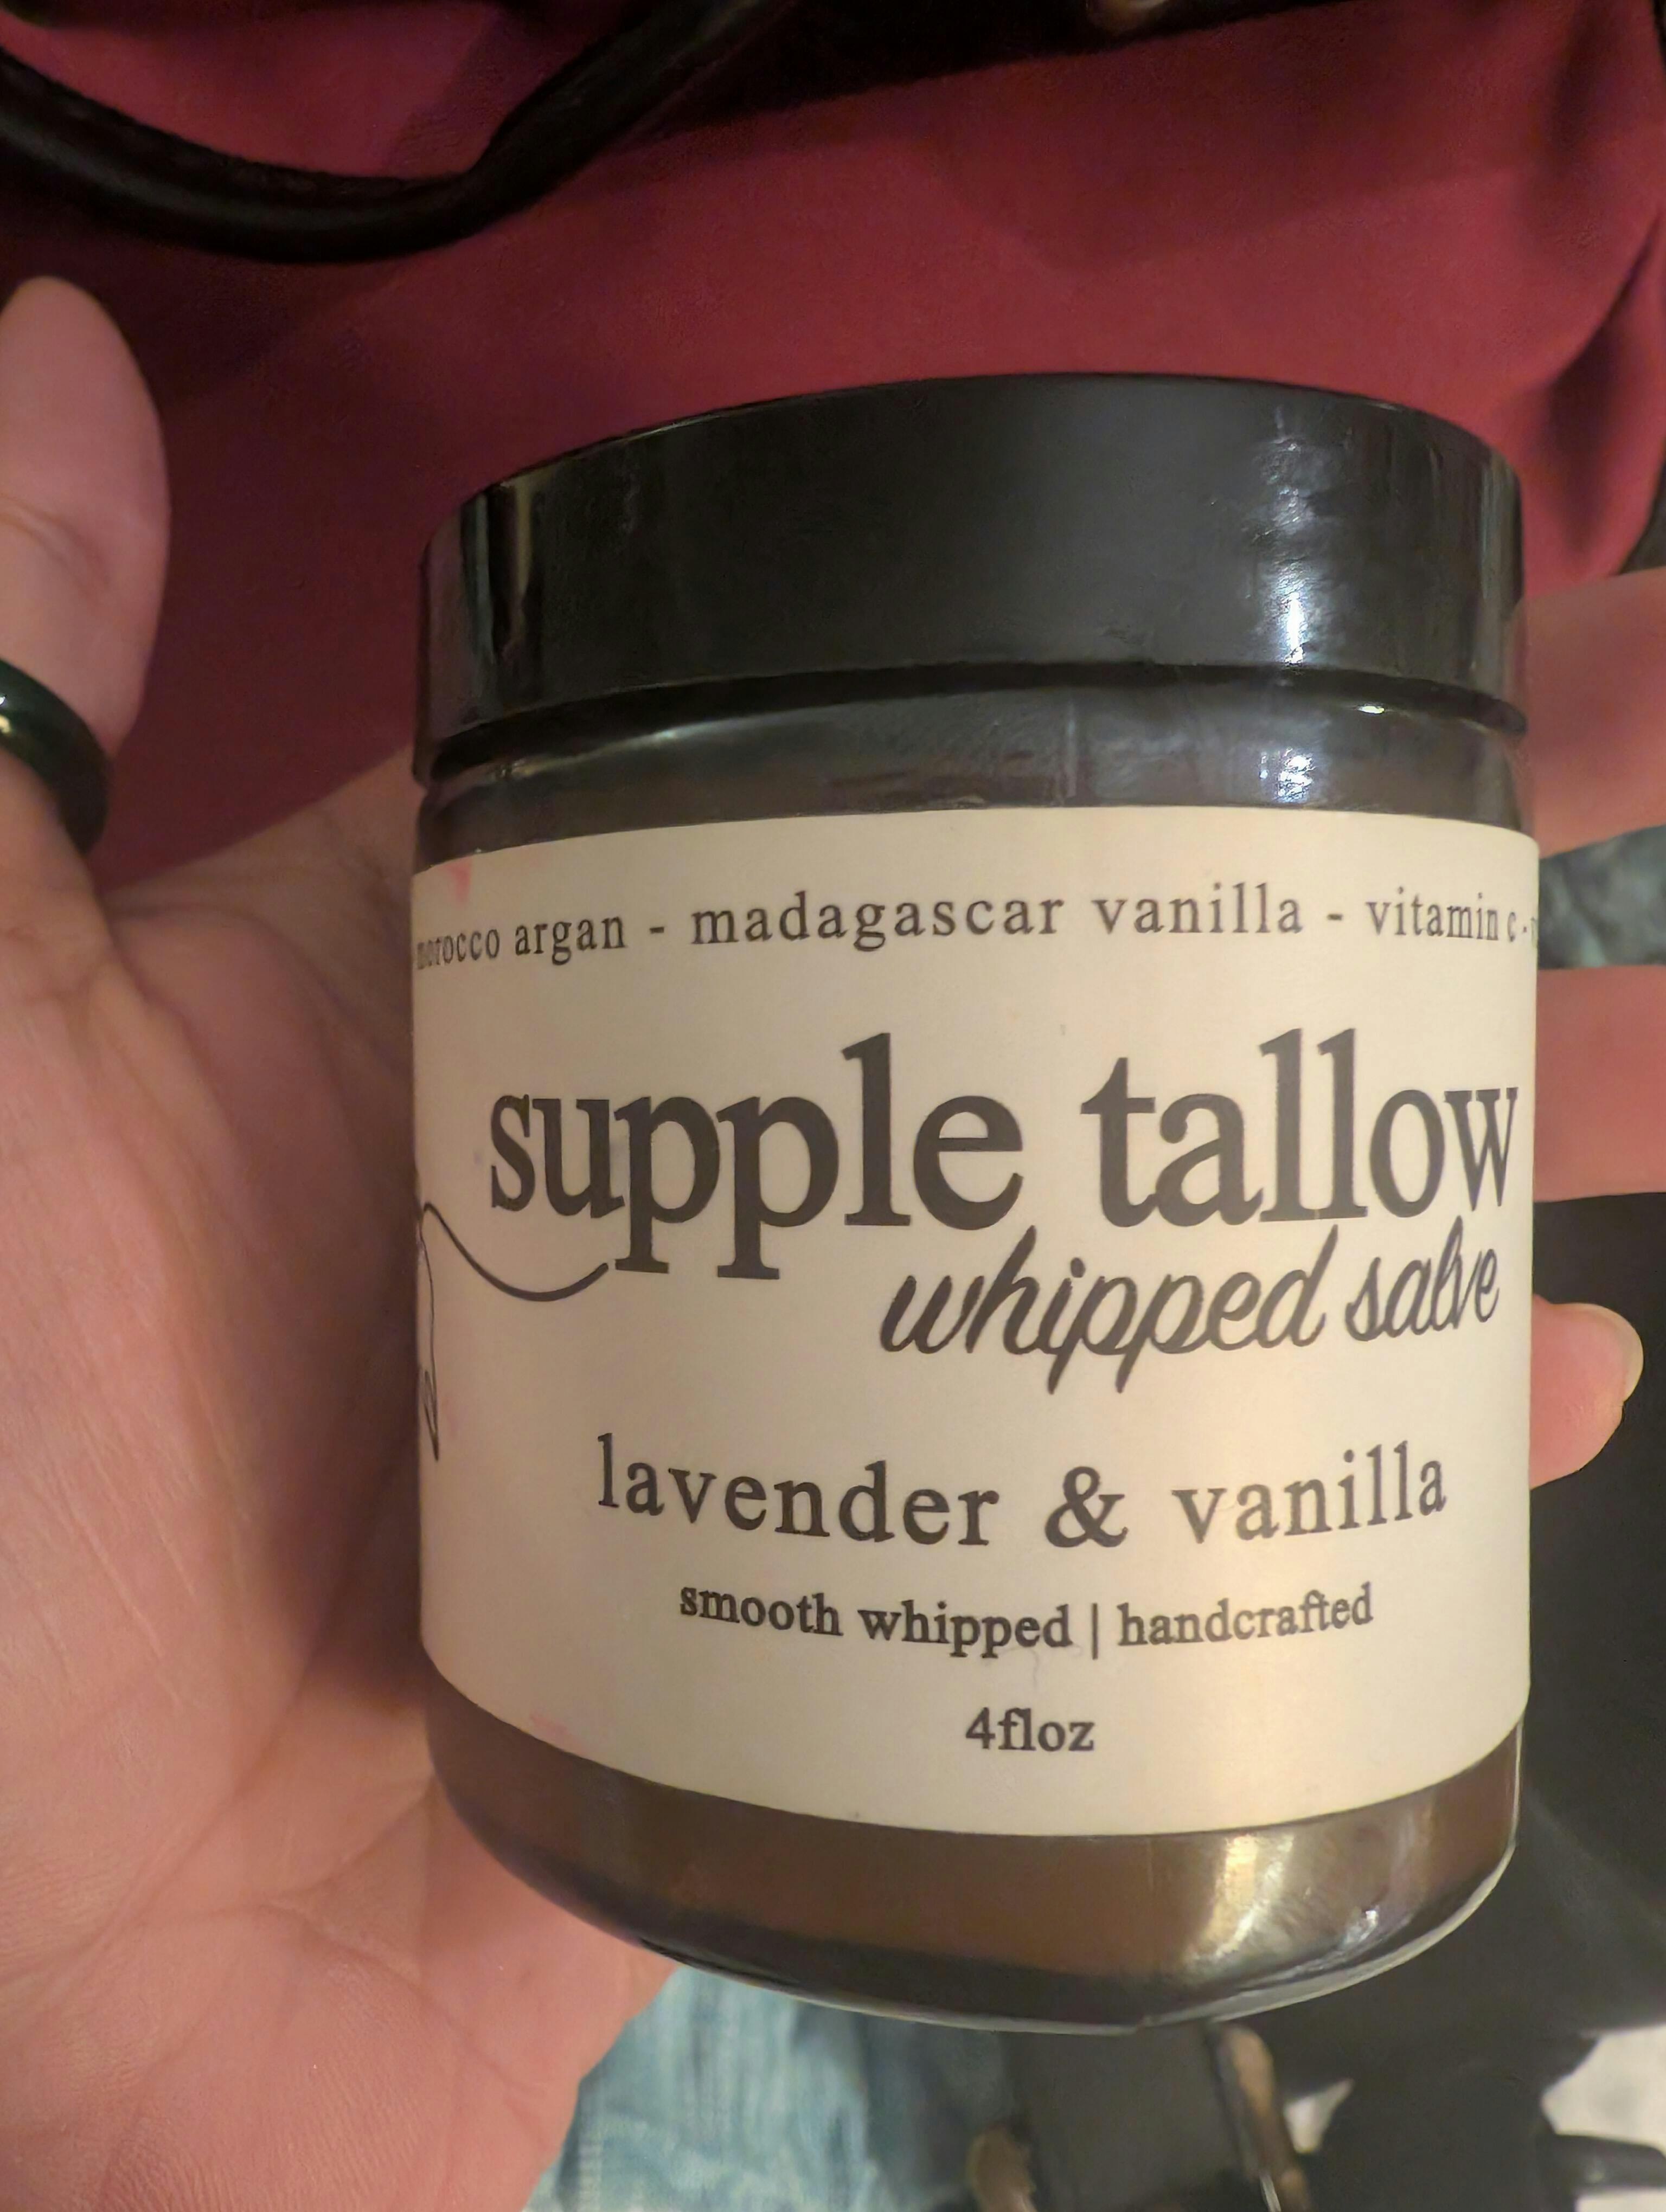 morocco argan - madagascar vanilla - vitamin c -
supple tallow
whipped salve
lavender & vanilla
smooth whipped | handcrafted
4floz